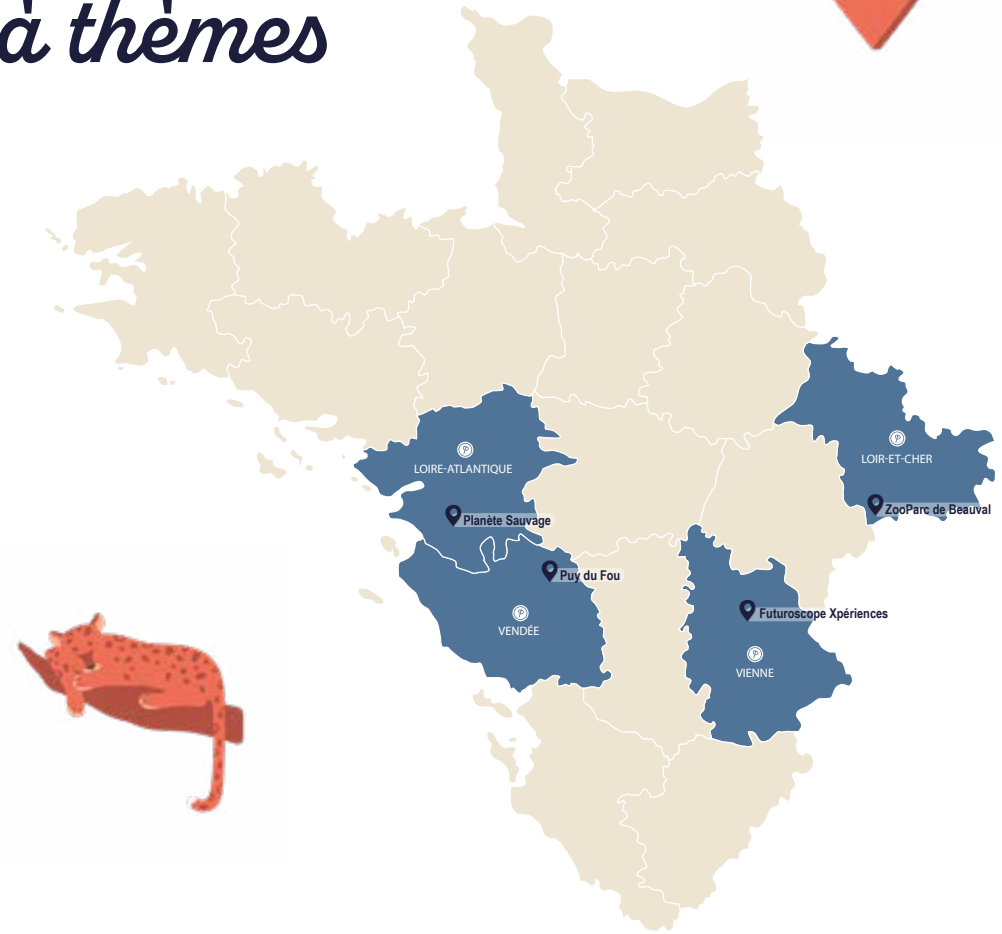 à thèmes
LOIRE-ATLANTIQUE
LOIR-ET-CHER
ZooParc de Beauval
Planète Sauvage
Puy du Fou
Futuroscope Xpériences
VENDÉE
VIENNE